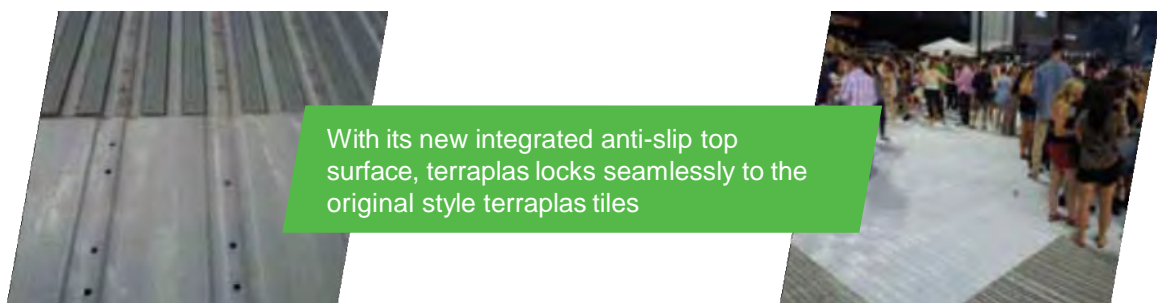 With its new integrated anti-slip top
surface, terraplas locks seamlessly to the
original style terraplas tiles